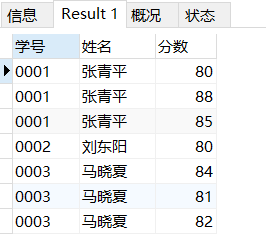 信息 Result 1 概况 状态
学号 姓名 分数
0001 张青平 80
0001 张青平 88
0001 张青平 85
0002 刘东阳 80
0003 马晓夏 84
0003 马晓夏 81
0003 马晓夏 82